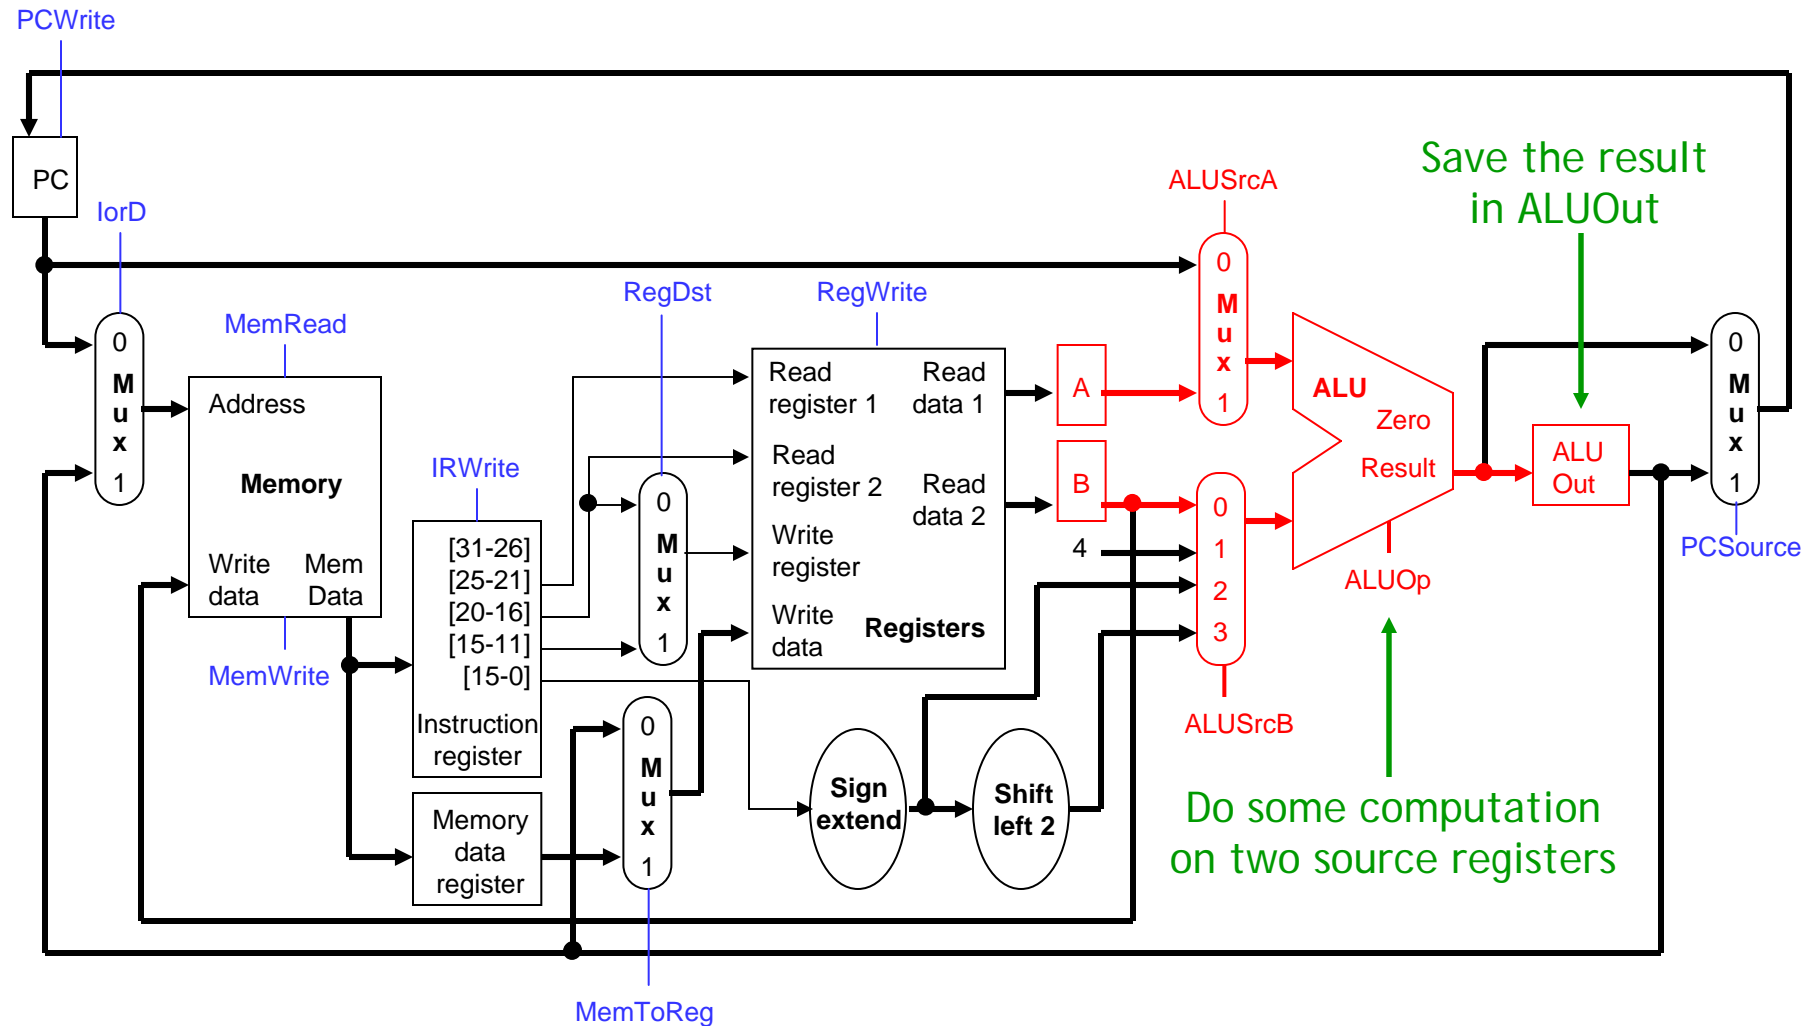 PCWrite
PC
IorD
0
M
u
x
1
MemRead
Address
Memory
Write
data
Mem
Data
MemWrite
IRWrite
[31-26]
[25-21]
[20-16]
[15-11]
[15-0]
Instruction
register
Memory
data
register
RegDst
0
M
u
x
1
0
M
u
x
1
MemToReg
RegWrite
Read
register 1
Read
data 1
Read
register 2
Read
data 2
Write
register
Write
data
Registers
Sign
extend
Shift
left 2
A
B
4
ALUSrcA
0
M
u
x
1
0
1
2
3
ALUSrcB
ALU
Zero
Result
ALUOp
Save the result
in ALUOut
ALU
Out
0
M
u
x
1
PCSource
Do some computation
on two source registers